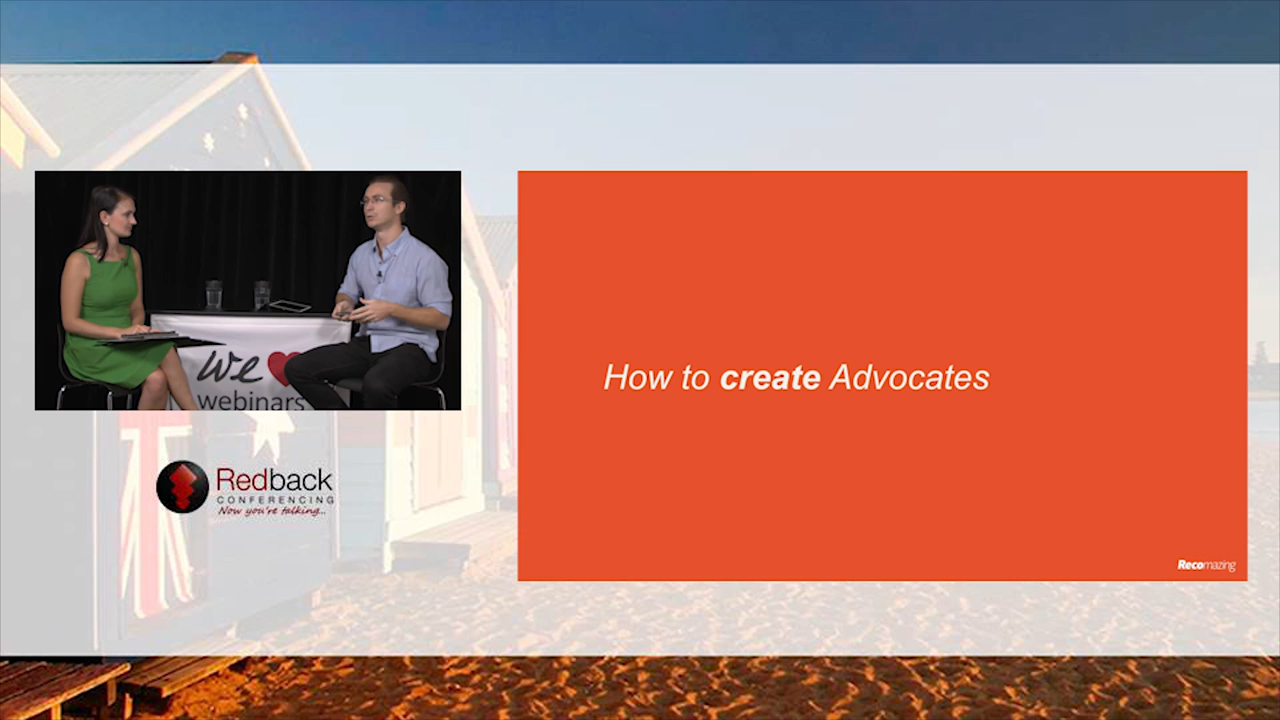 we
webinars
Redback
CONFERENCING
Now you're talking...
How to create Advocates
Recomazing